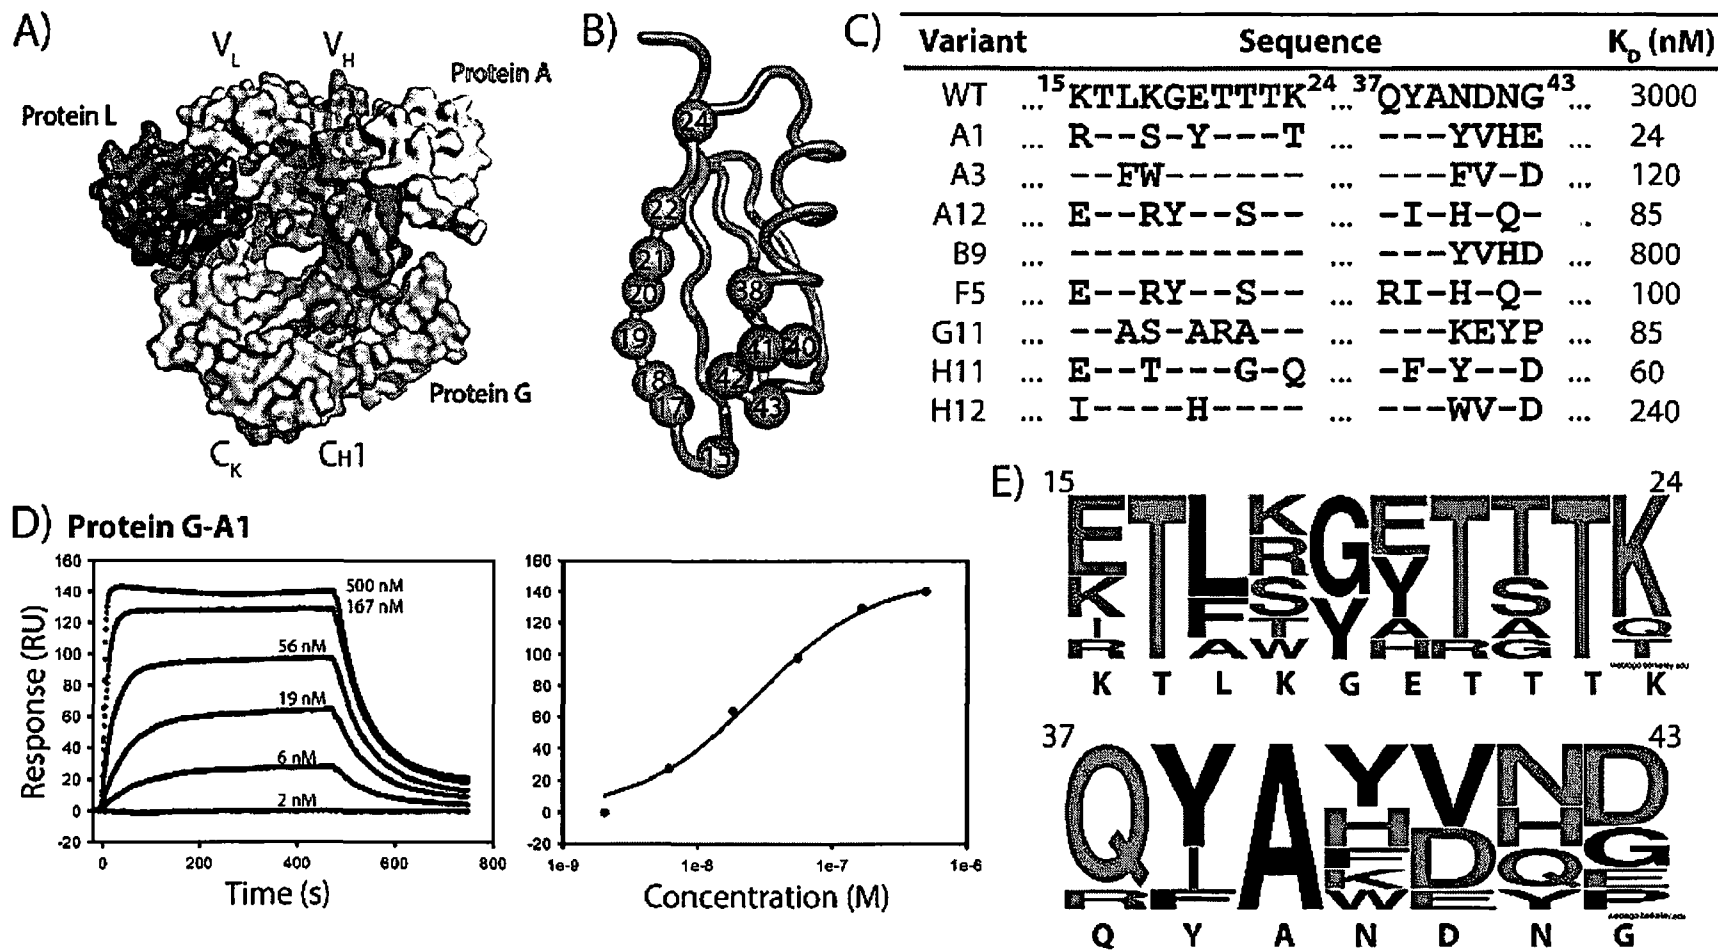 A)
V_L V_H
Protein A
Protein L
Protein G
C_K CH1
B)
24
22
21
20
19
18
17
15
38
41 40
42
43
C)
Variant Sequence K_D (nM)
WT ... ¹⁵KTLKGETTTK²⁴ ³⁷QYANDNG⁴³... 3000
A1 ... R--S-Y---T ... ---YVHE ... 24
A3 ... --FW------ ... ---FV-D ... 120
A12 ... E--RY--S-- ... -I-H-Q- .. 85
B9 ... ---------- ... ---YVHD ... 800
F5 ... E--RY--S-- ... RI-H-Q- ... 100
G11 ... --AS-ARA-- ... ---KEYP ... 85
H11 ... E--T---G-Q ... -F-Y--D ... 60
H12 ... I----H---- ... ---WV-D ... 240
D) Protein G-A1
Response (RU)
160
140
120
100
80
60
40
20
0
-20
500 nM
167 nM
56 nM
19 nM
6 nM
2 nM
0 200 400 600 800
Time (s)
160
140
120
100
80
60
40
20
0
-20
1e-9 1e-8 1e-7 1e-6
Concentration (M)
E)
15 24
E T L K G E T T T K
K F R Y Y S Q
I A S A R A T
R T H G
W
K T L K G E T T T K
37 43
Q Y A Y V N D
R I H D H G
F F E Q E
K Y P
W
Q Y A N D N G